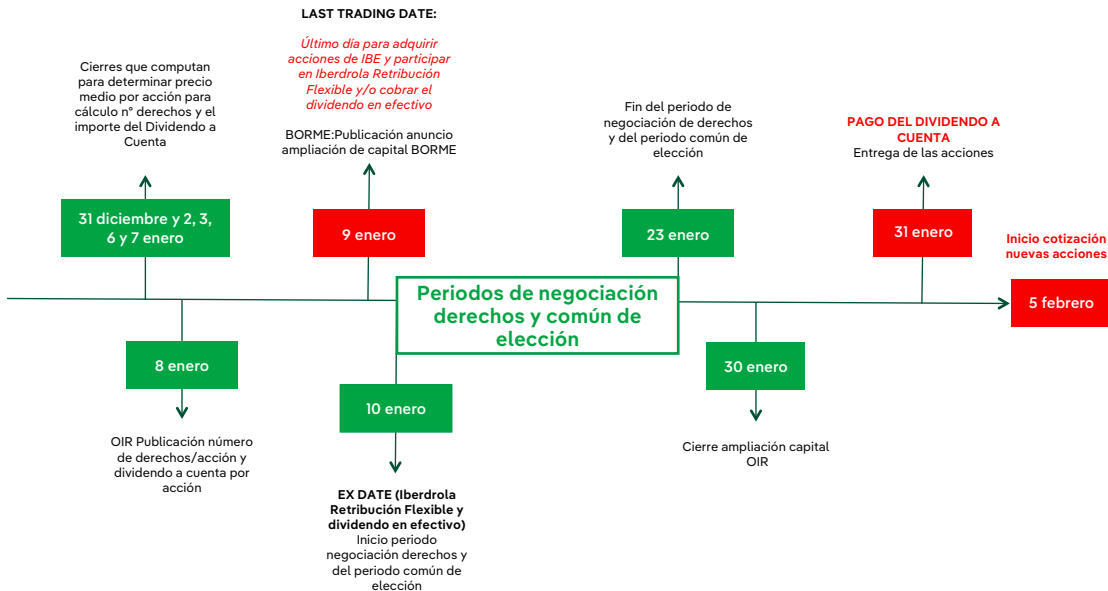 Cierres que computan
para determinar precio
medio por acción para
cálculo nº derechos y el
importe del Dividendo a
Cuenta
31 diciembre y 2, 3,
6 y 7 enero
8 enero
OIR Publicación número
de derechos/acción y
dividendo a cuenta por
acción
LAST TRADING DATE:
Último día para adquirir
acciones de IBE y participar
en Iberdrola Retribución
Flexible y/o cobrar el
dividendo en efectivo
BORME:Publicación anuncio
ampliación de capital BORME
9 enero
Periodos de negociación
derechos y común de
elección
10 enero
EX DATE (Iberdrola
Retribución Flexible y
dividendo en efectivo)
Inicio periodo
negociación derechos y
del periodo común de
elección
Fin del periodo de
negociación de derechos
y del periodo común de
elección
23 enero
30 enero
Cierre ampliación capital
OIR
PAGO DEL DIVIDENDO A
CUENTA
Entrega de las acciones
31 enero
Inicio cotización
nuevas acciones
5 febrero